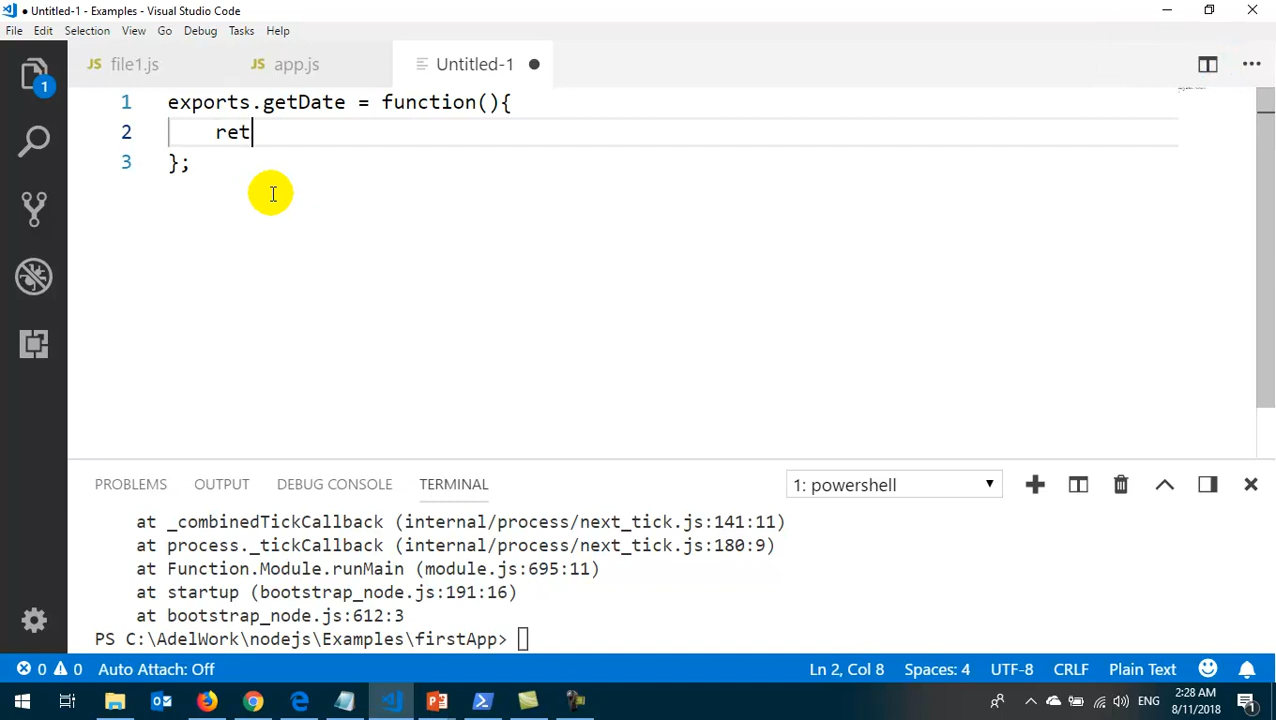 ● Untitled-1 - Examples - Visual Studio Code
File Edit Selection View Go Debug Tasks Help
JS file1.js JS app.js Untitled-1 ●
1 exports.getDate = function(){
2     ret
3 };
1
PROBLEMS OUTPUT DEBUG CONSOLE TERMINAL 1: powershell
at _combinedTickCallback (internal/process/next_tick.js:141:11)
at process._tickCallback (internal/process/next_tick.js:180:9)
at Function.Module.runMain (module.js:695:11)
at startup (bootstrap_node.js:191:16)
at bootstrap_node.js:612:3
PS C:\AdelWork\nodejs\Examples\firstApp>
0 0 Auto Attach: Off Ln 2, Col 8 Spaces: 4 UTF-8 CRLF Plain Text
ENG 2:28 AM
8/11/2018 1